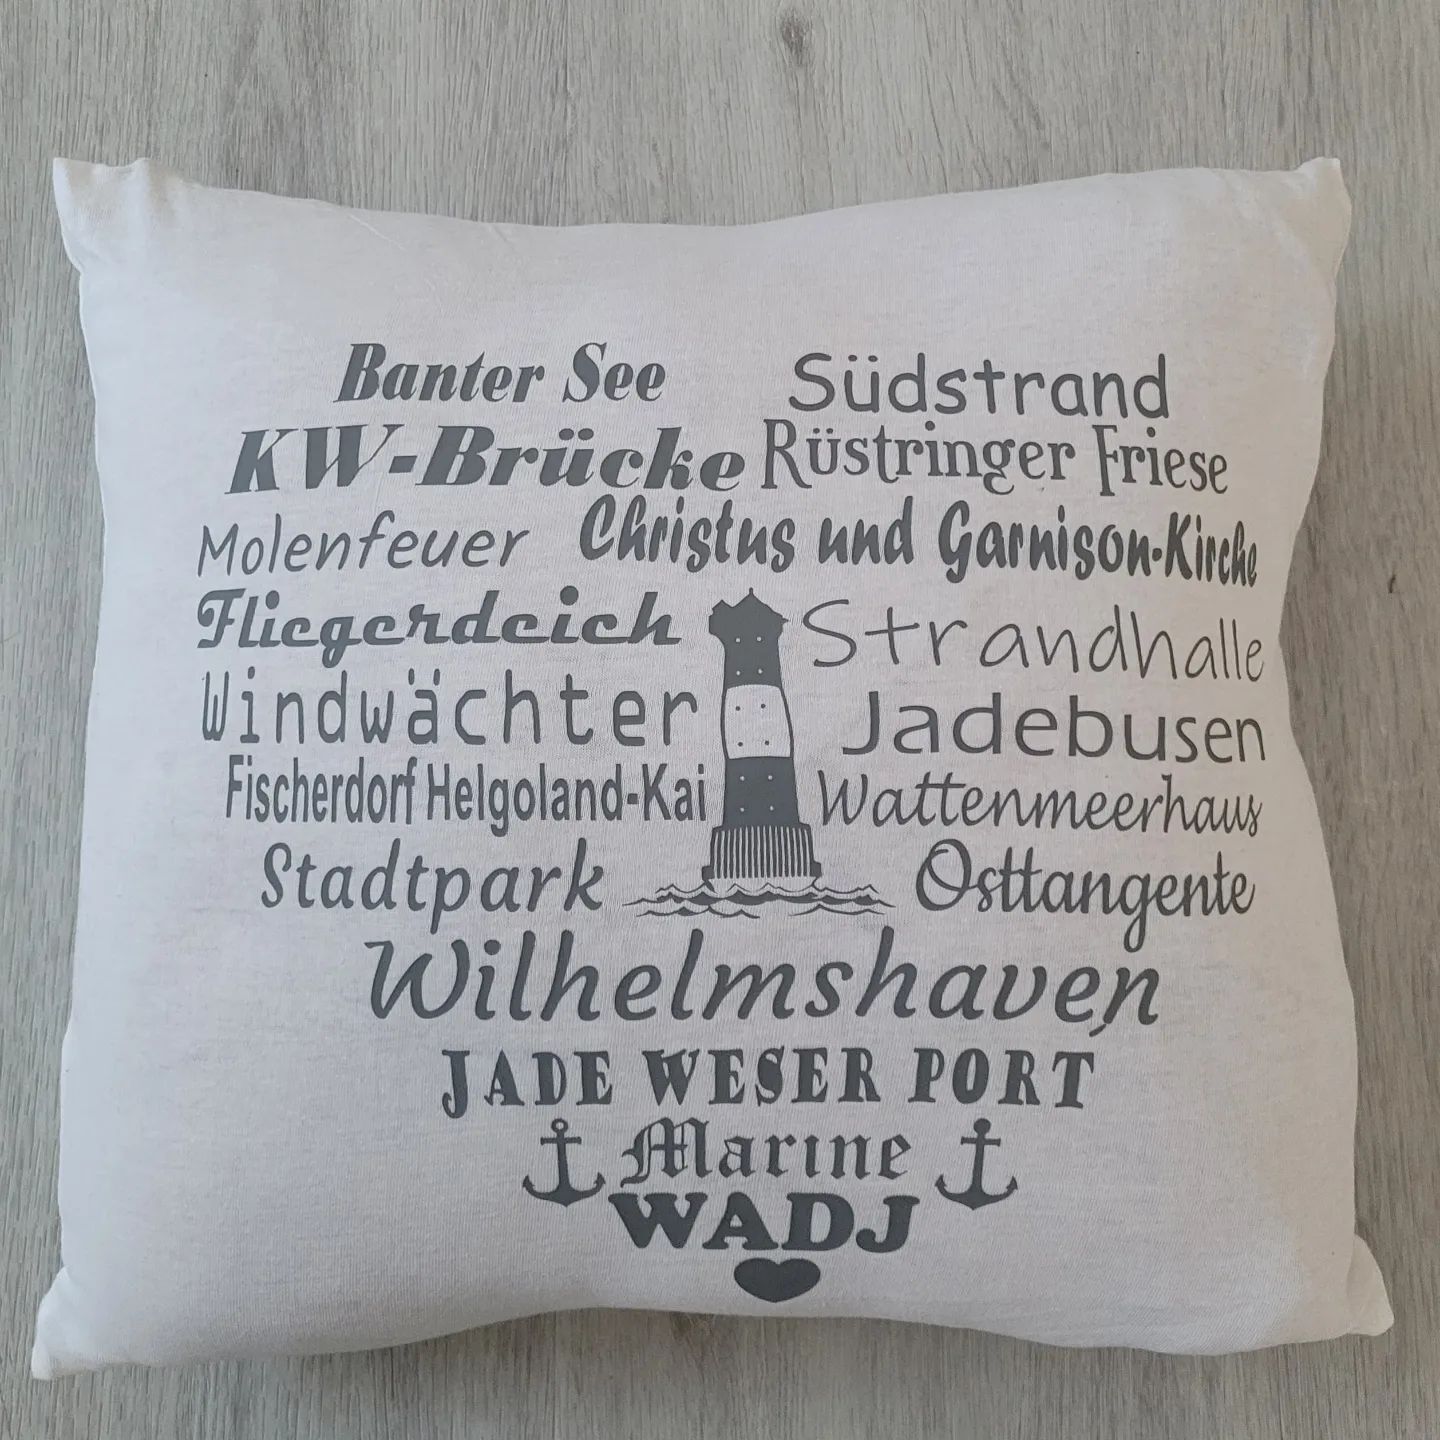 Banter See Südstrand
KW-Brücke Rüstringer Friese
Molenfeuer Christus und Garnison-Kirche
Fliegerdeich Strandhalle
Windwächter Jadebusen
Fischerdorf Helgoland-Kai Wattenmeerhaus
Stadtpark Osttangente
Wilhelmshaven
JADE WESER PORT
Marine
WADJ